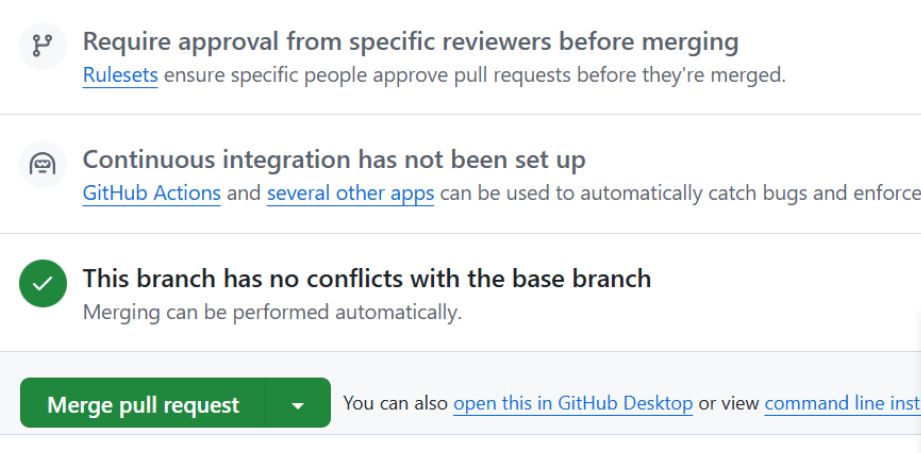 Require approval from specific reviewers before merging
Rulesets ensure specific people approve pull requests before they're merged.
Continuous integration has not been set up
GitHub Actions and several other apps can be used to automatically catch bugs and enforce
This branch has no conflicts with the base branch
Merging can be performed automatically.
Merge pull request You can also open this in GitHub Desktop or view command line inst